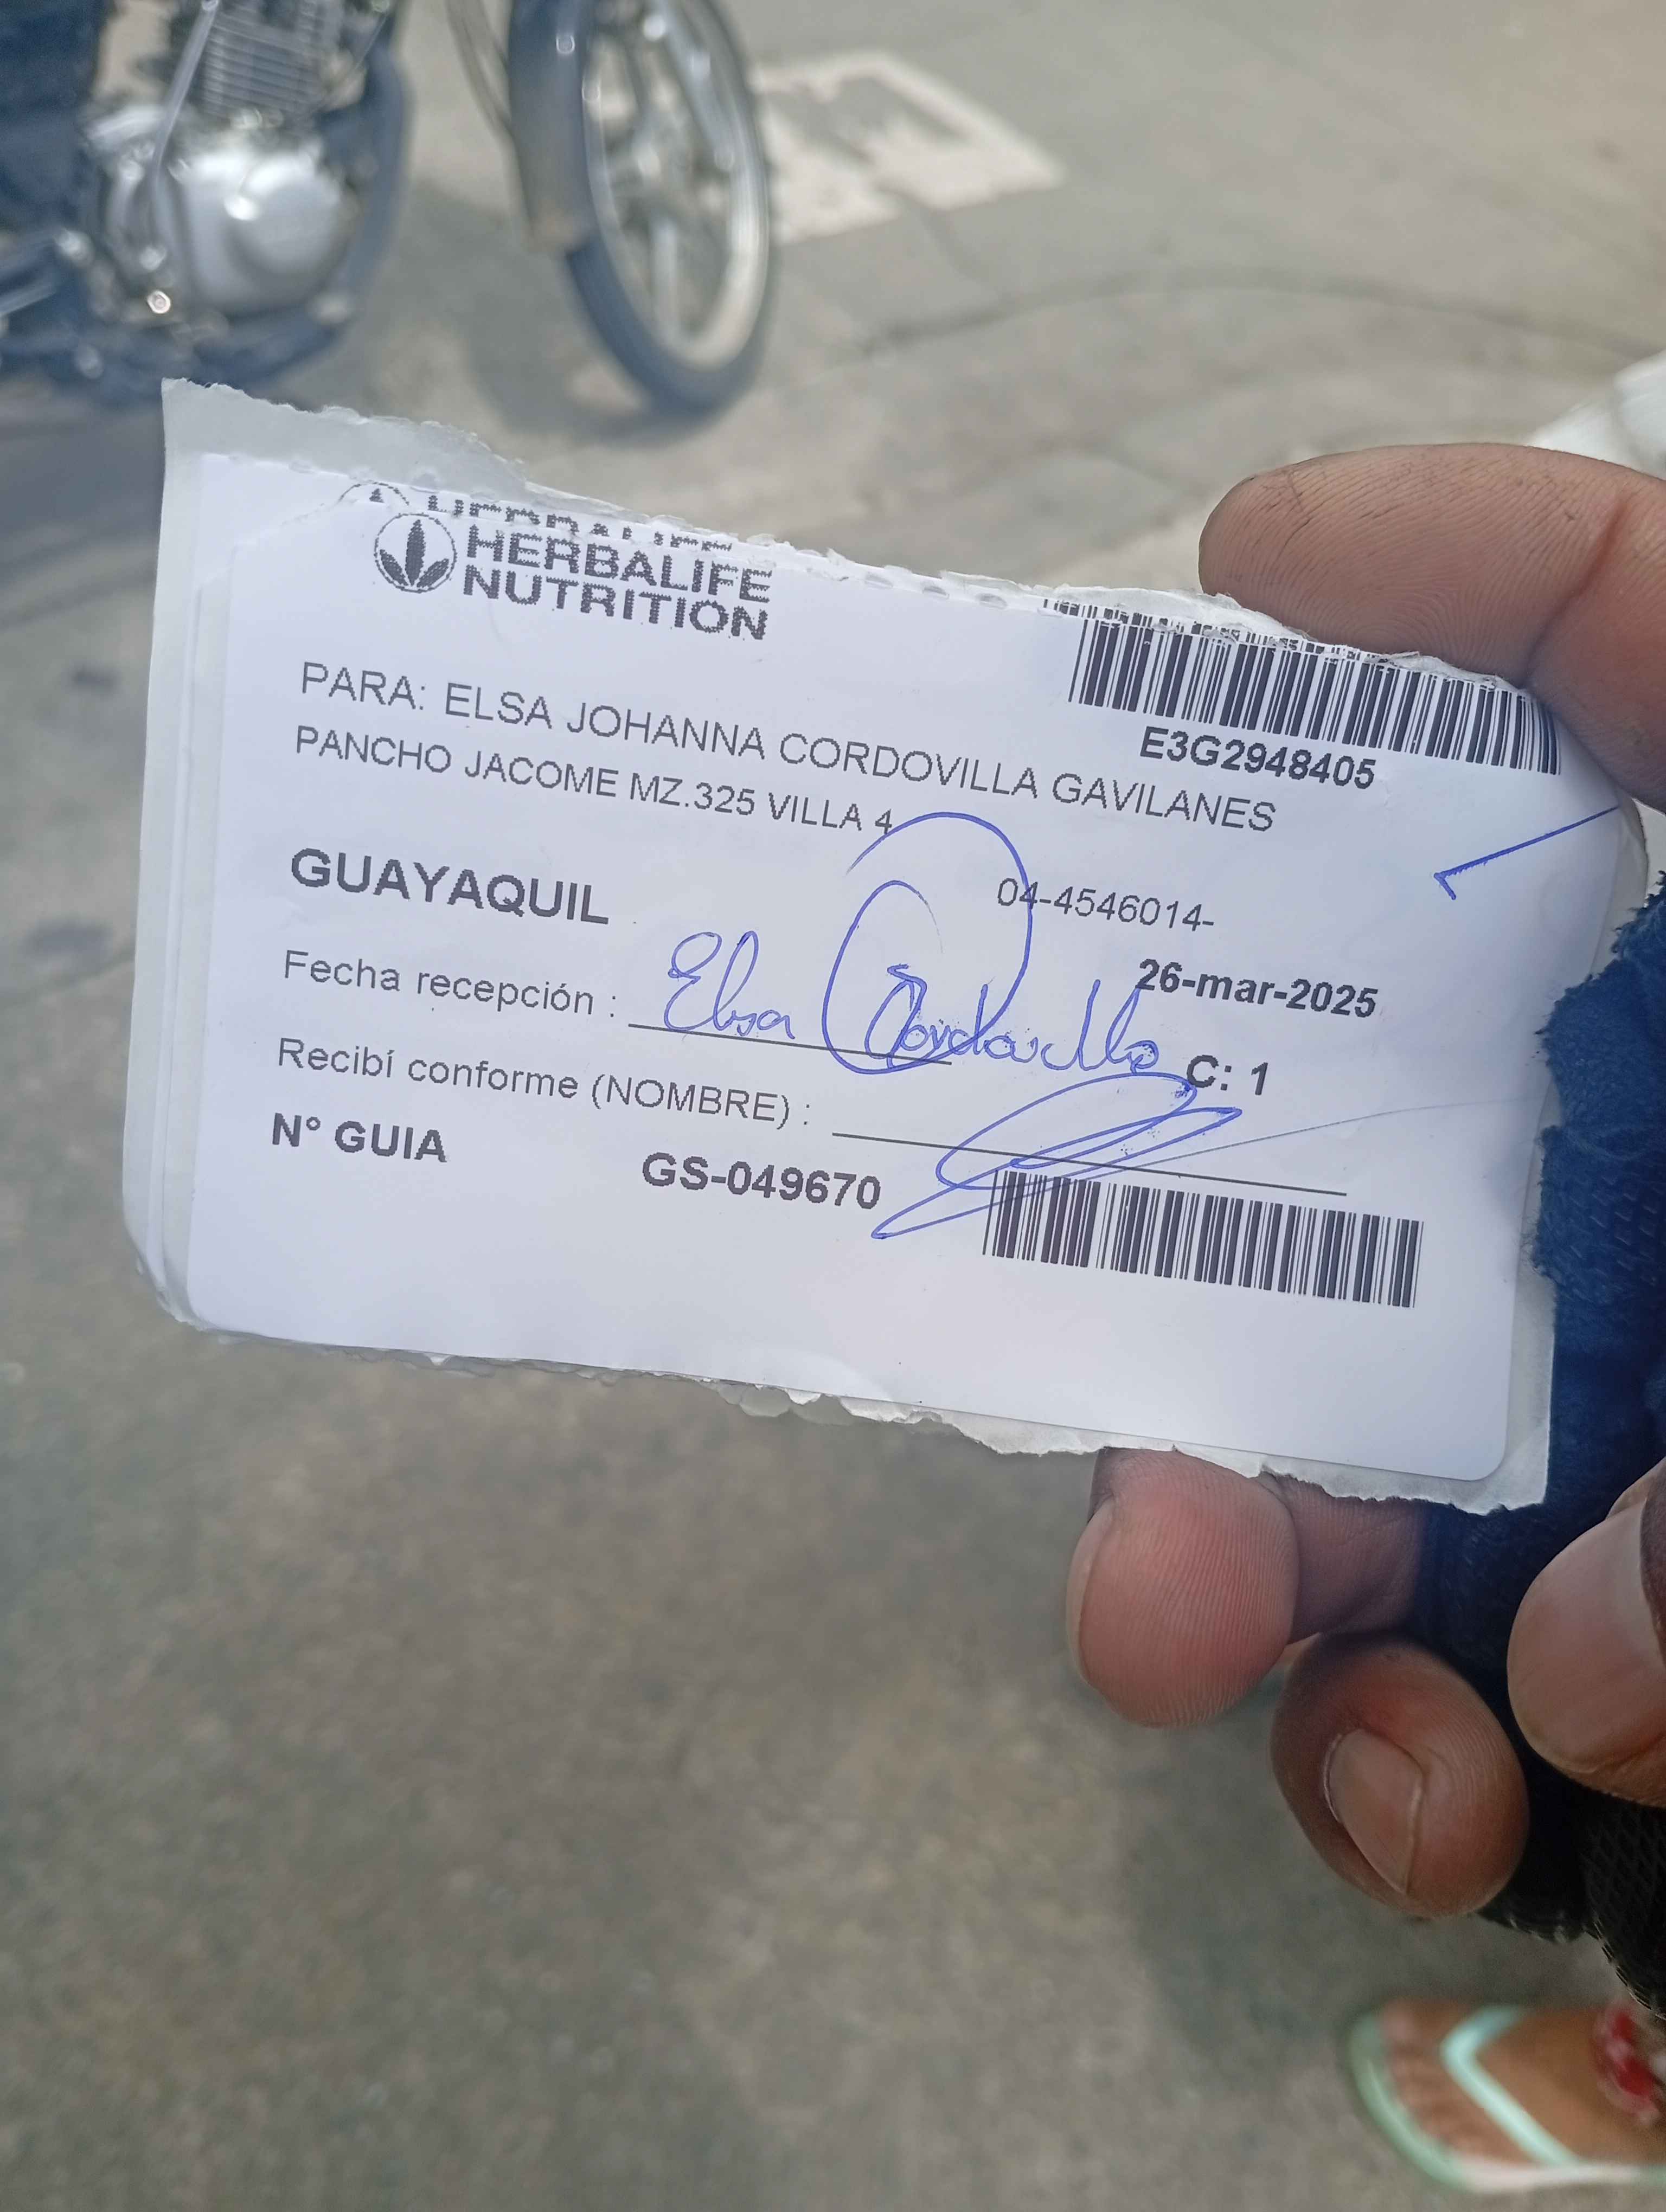 HERBALIFE
NUTRITION
E3G2948405
PARA: ELSA JOHANNA CORDOVILLA GAVILANES
PANCHO JACOME MZ.325 VILLA 4
GUAYAQUIL
04-4546014-
26-mar-2025
Fecha recepción : Elsa Cordovilla
C: 1
Recibí conforme (NOMBRE) :
N° GUIA GS-049670